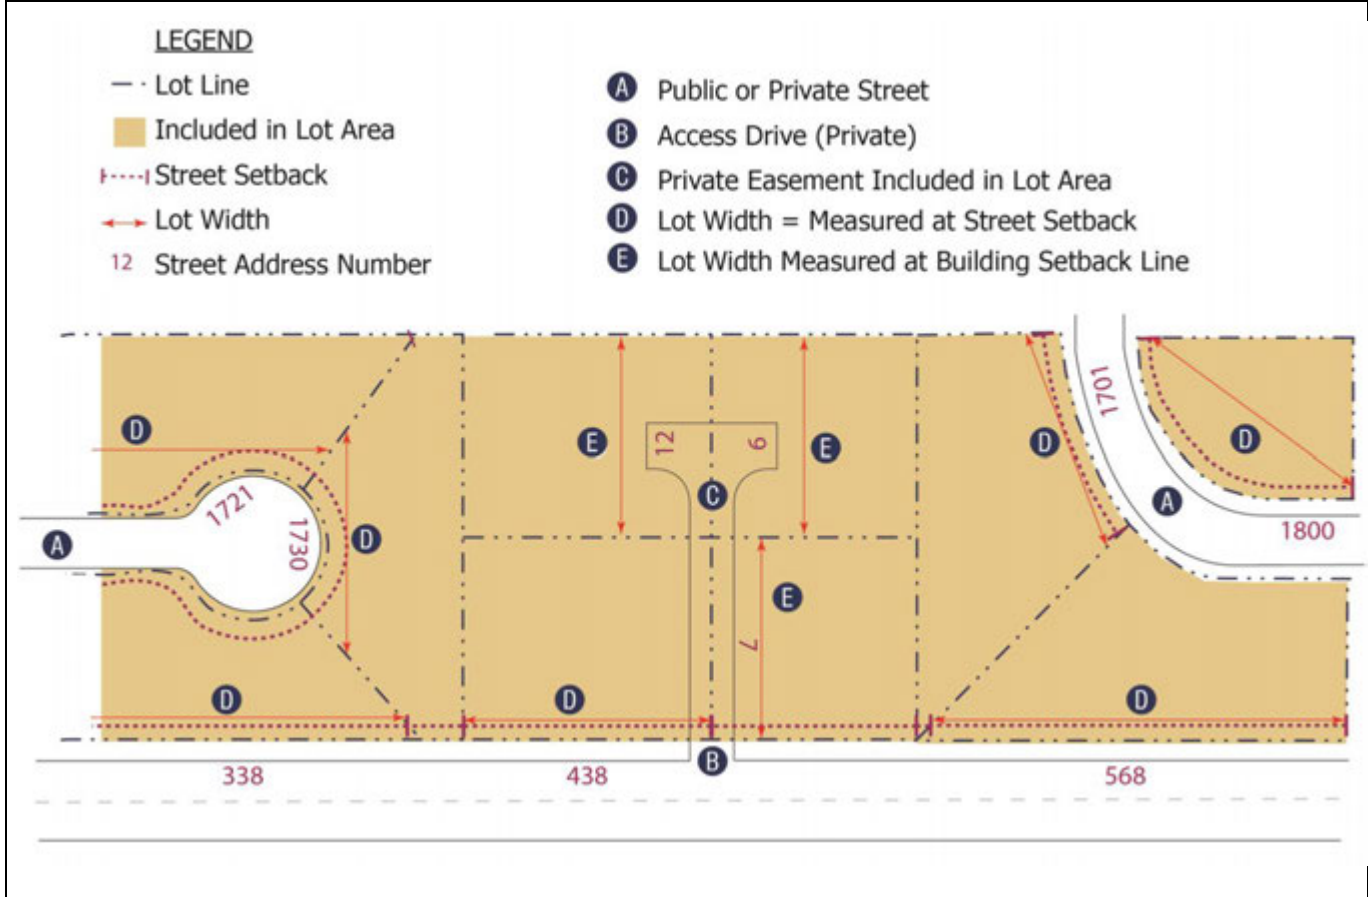 LEGEND
Lot Line
Included in Lot Area
Street Setback
Lot Width
12 Street Address Number
A Public or Private Street
B Access Drive (Private)
C Private Easement Included in Lot Area
D Lot Width = Measured at Street Setback
E Lot Width Measured at Building Setback Line
1701
D
E
12
9
E
D
D
C
A
1721
1800
A
1730
D
E
7
D
D
D
B
338
438
568